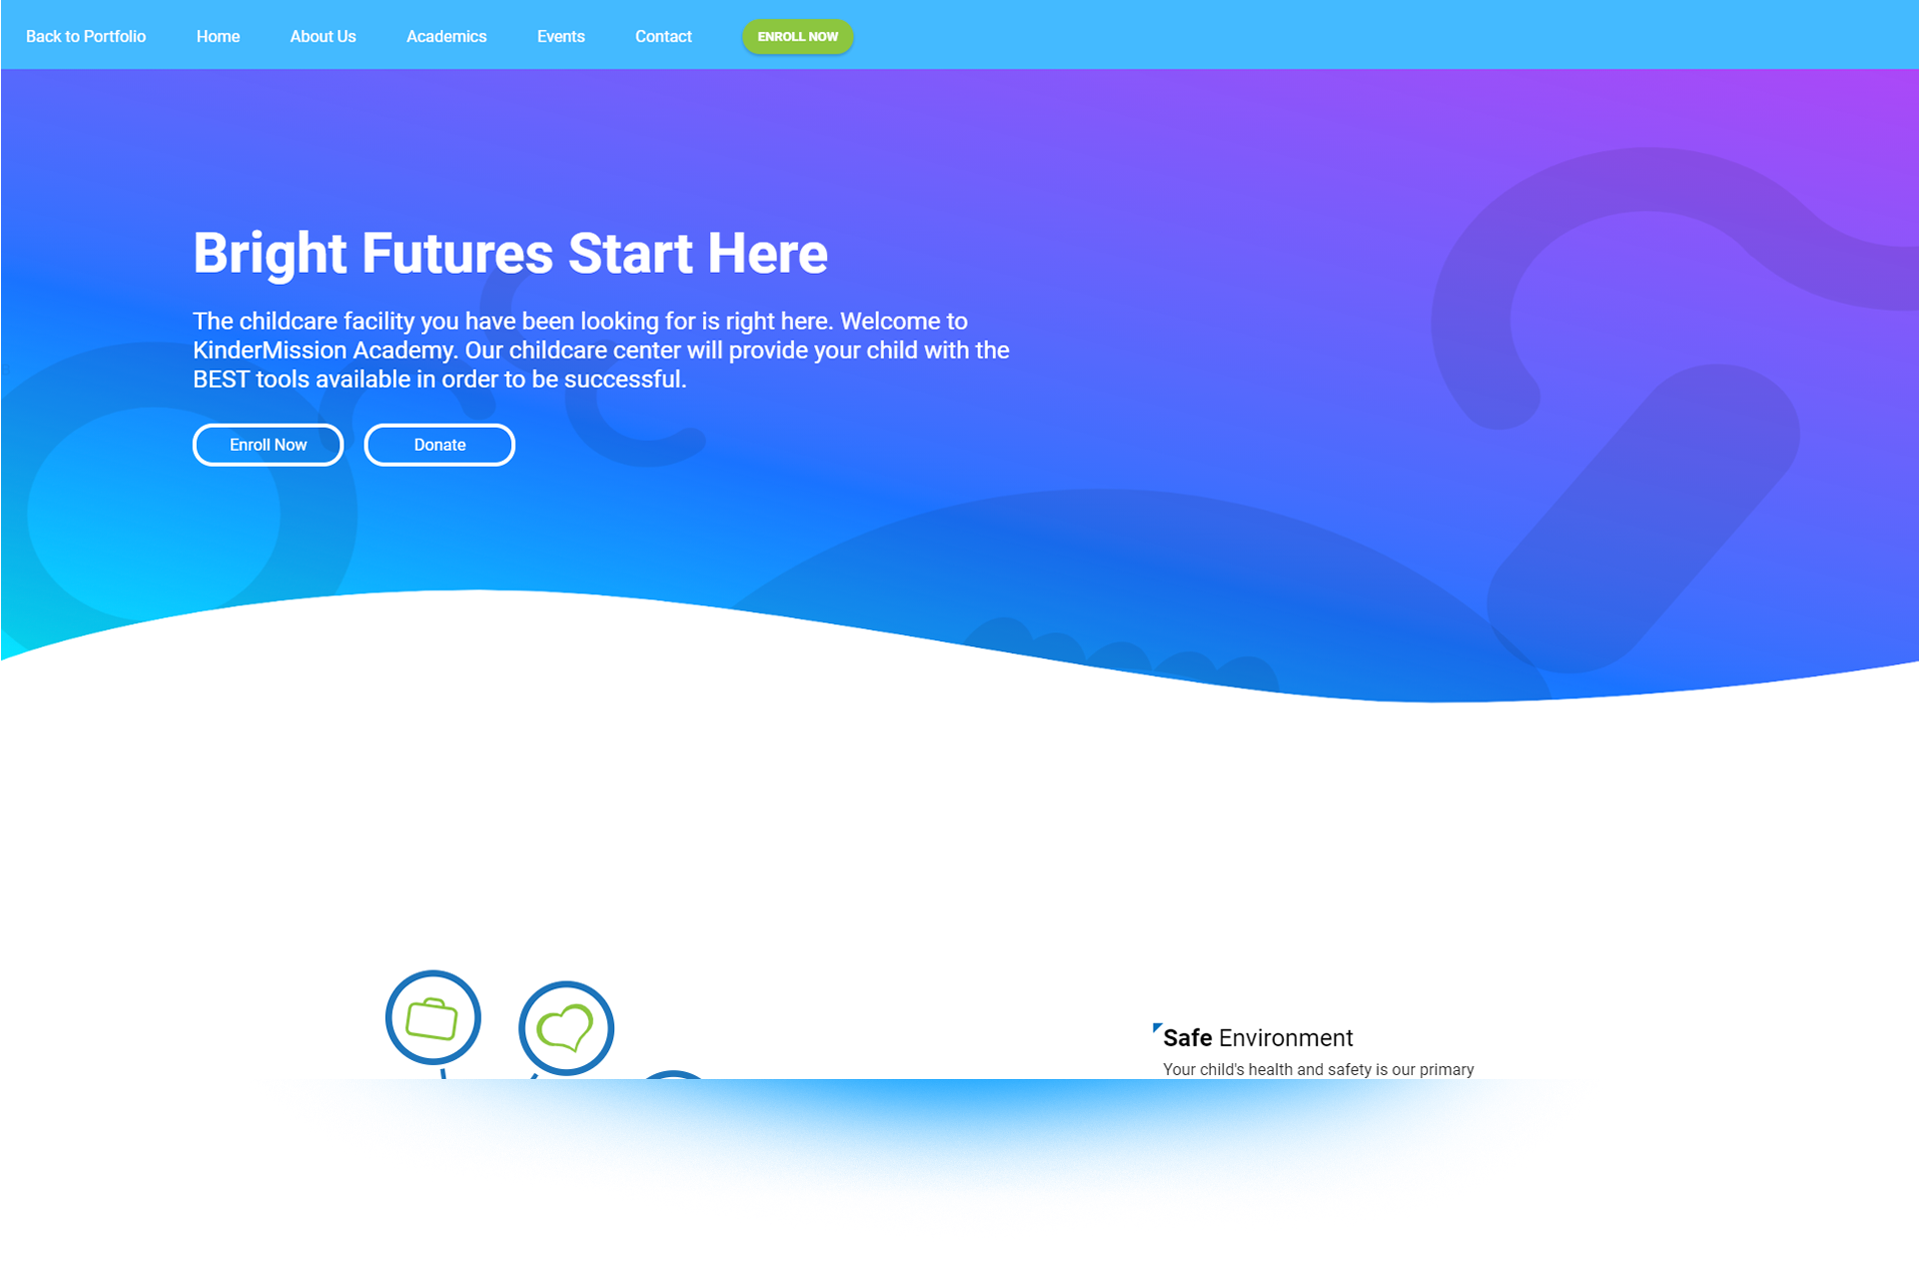 Back to Portfolio Home About Us Academics Events Contact ENROLL NOW
Bright Futures Start Here
The childcare facility you have been looking for is right here. Welcome to
KinderMission Academy. Our childcare center will provide your child with the
BEST tools available in order to be successful.
Enroll Now Donate
Safe Environment
Your child's health and safety is our primary